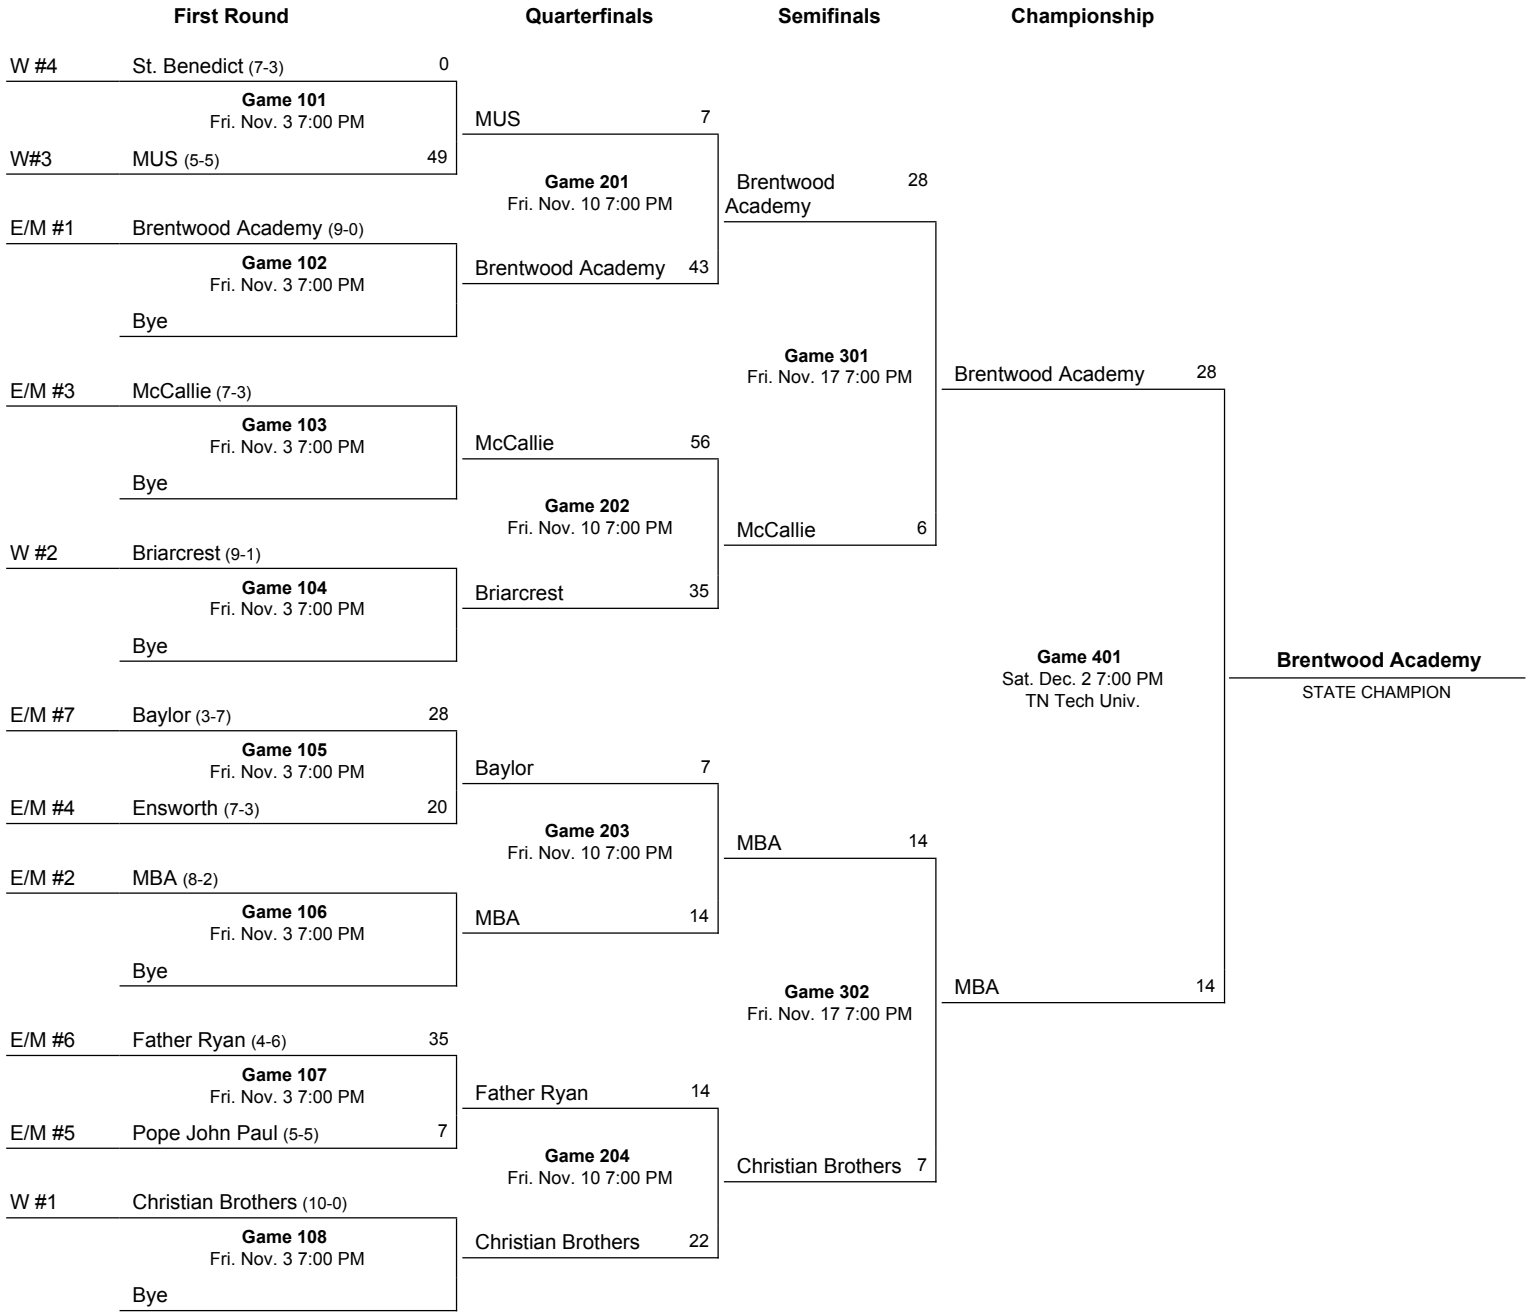 First Round Quarterfinals Semifinals Championship
W #4 St. Benedict (7-3) 0
Game 101
Fri. Nov. 3 7:00 PM
W#3 MUS (5-5) 49
E/M #1 Brentwood Academy (9-0)
Game 102
Fri. Nov. 3 7:00 PM
Bye
E/M #3 McCallie (7-3)
Game 103
Fri. Nov. 3 7:00 PM
Bye
W #2 Briarcrest (9-1)
Game 104
Fri. Nov. 3 7:00 PM
Bye
E/M #7 Baylor (3-7) 28
Game 105
Fri. Nov. 3 7:00 PM
E/M #4 Ensworth (7-3) 20
E/M #2 MBA (8-2)
Game 106
Fri. Nov. 3 7:00 PM
Bye
E/M #6 Father Ryan (4-6) 35
Game 107
Fri. Nov. 3 7:00 PM
E/M #5 Pope John Paul (5-5) 7
W #1 Christian Brothers (10-0)
Game 108
Fri. Nov. 3 7:00 PM
Bye
MUS 7
Game 201
Fri. Nov. 10 7:00 PM
Brentwood Academy 43
McCallie 56
Game 202
Fri. Nov. 10 7:00 PM
Briarcrest 35
Baylor 7
Game 203
Fri. Nov. 10 7:00 PM
MBA 14
Father Ryan 14
Game 204
Fri. Nov. 10 7:00 PM
Christian Brothers 22
Brentwood 28
Academy
Game 301
Fri. Nov. 17 7:00 PM
McCallie 6
MBA 14
Game 302
Fri. Nov. 17 7:00 PM
Christian Brothers 7
Brentwood Academy 28
Game 401
Sat. Dec. 2 7:00 PM
TN Tech Univ.
MBA 14
Brentwood Academy
STATE CHAMPION